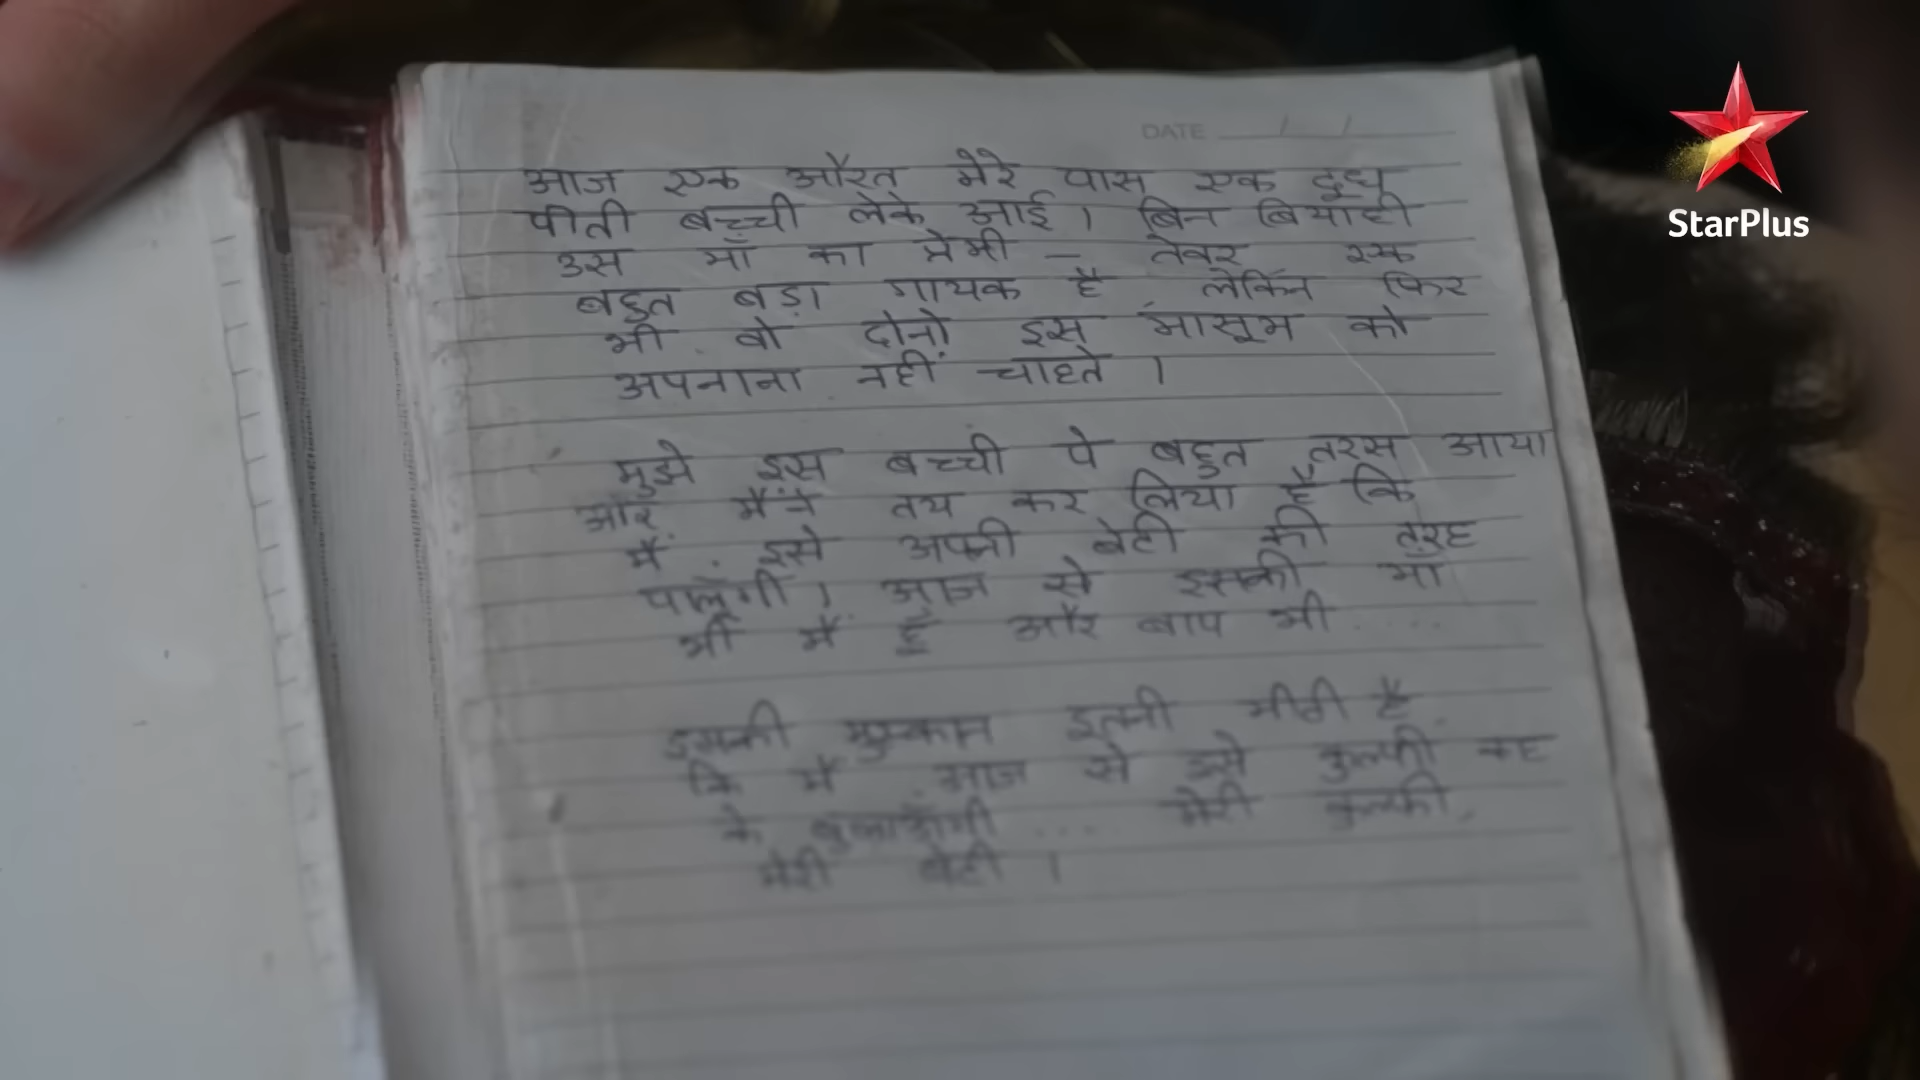 DATE / /
StarPlus
आज एक औरत मेरे पास एक दूध
पीती बच्ची लेके आई । बिन बियाही
उस माँ का प्रेमी - तेवर एक
बहुत बड़ा गायक है , लेकिन फिर
भी वो दोनों इस मासूम को
अपनाना नहीं चाहते ।
मुझे इस बच्ची पे बहुत तरस आया
और मैंने तय कर लिया है कि
मैं इसे अपनी बेटी की तरह
पालूँगी । आज से इसकी माँ
भी मैं हूँ और बाप भी ....
इसकी मुस्कान इतनी मीठी है
कि मैं आज से इसे कुल्फी कह
के बुलाऊँगी .... मेरी कुल्फी,
मेरी बेटी ।